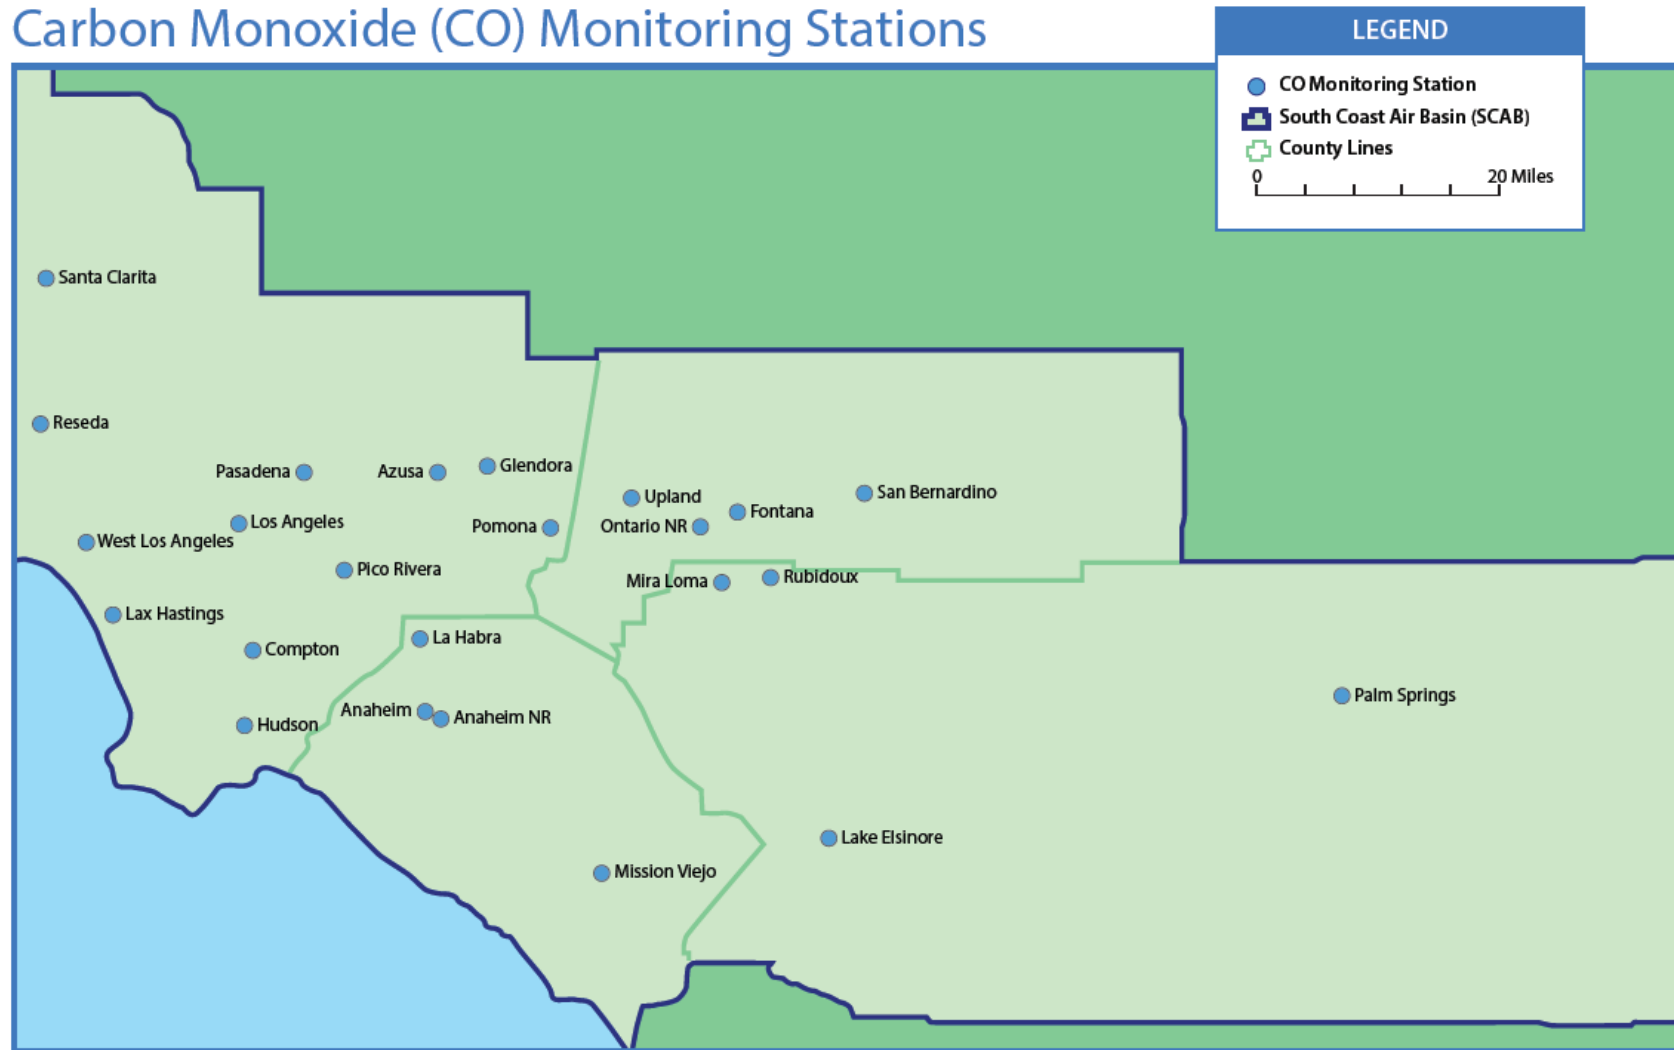 Carbon Monoxide (CO) Monitoring Stations
LEGEND
CO Monitoring Station
South Coast Air Basin (SCAB)
County Lines
0 20 Miles
Santa Clarita
Reseda
Pasadena
Azusa
Glendora
Upland
San Bernardino
Fontana
Los Angeles
Pomona
Ontario NR
West Los Angeles
Pico Rivera
Mira Loma
Rubidoux
Lax Hastings
La Habra
Compton
Palm Springs
Anaheim
Anaheim NR
Hudson
Lake Elsinore
Mission Viejo